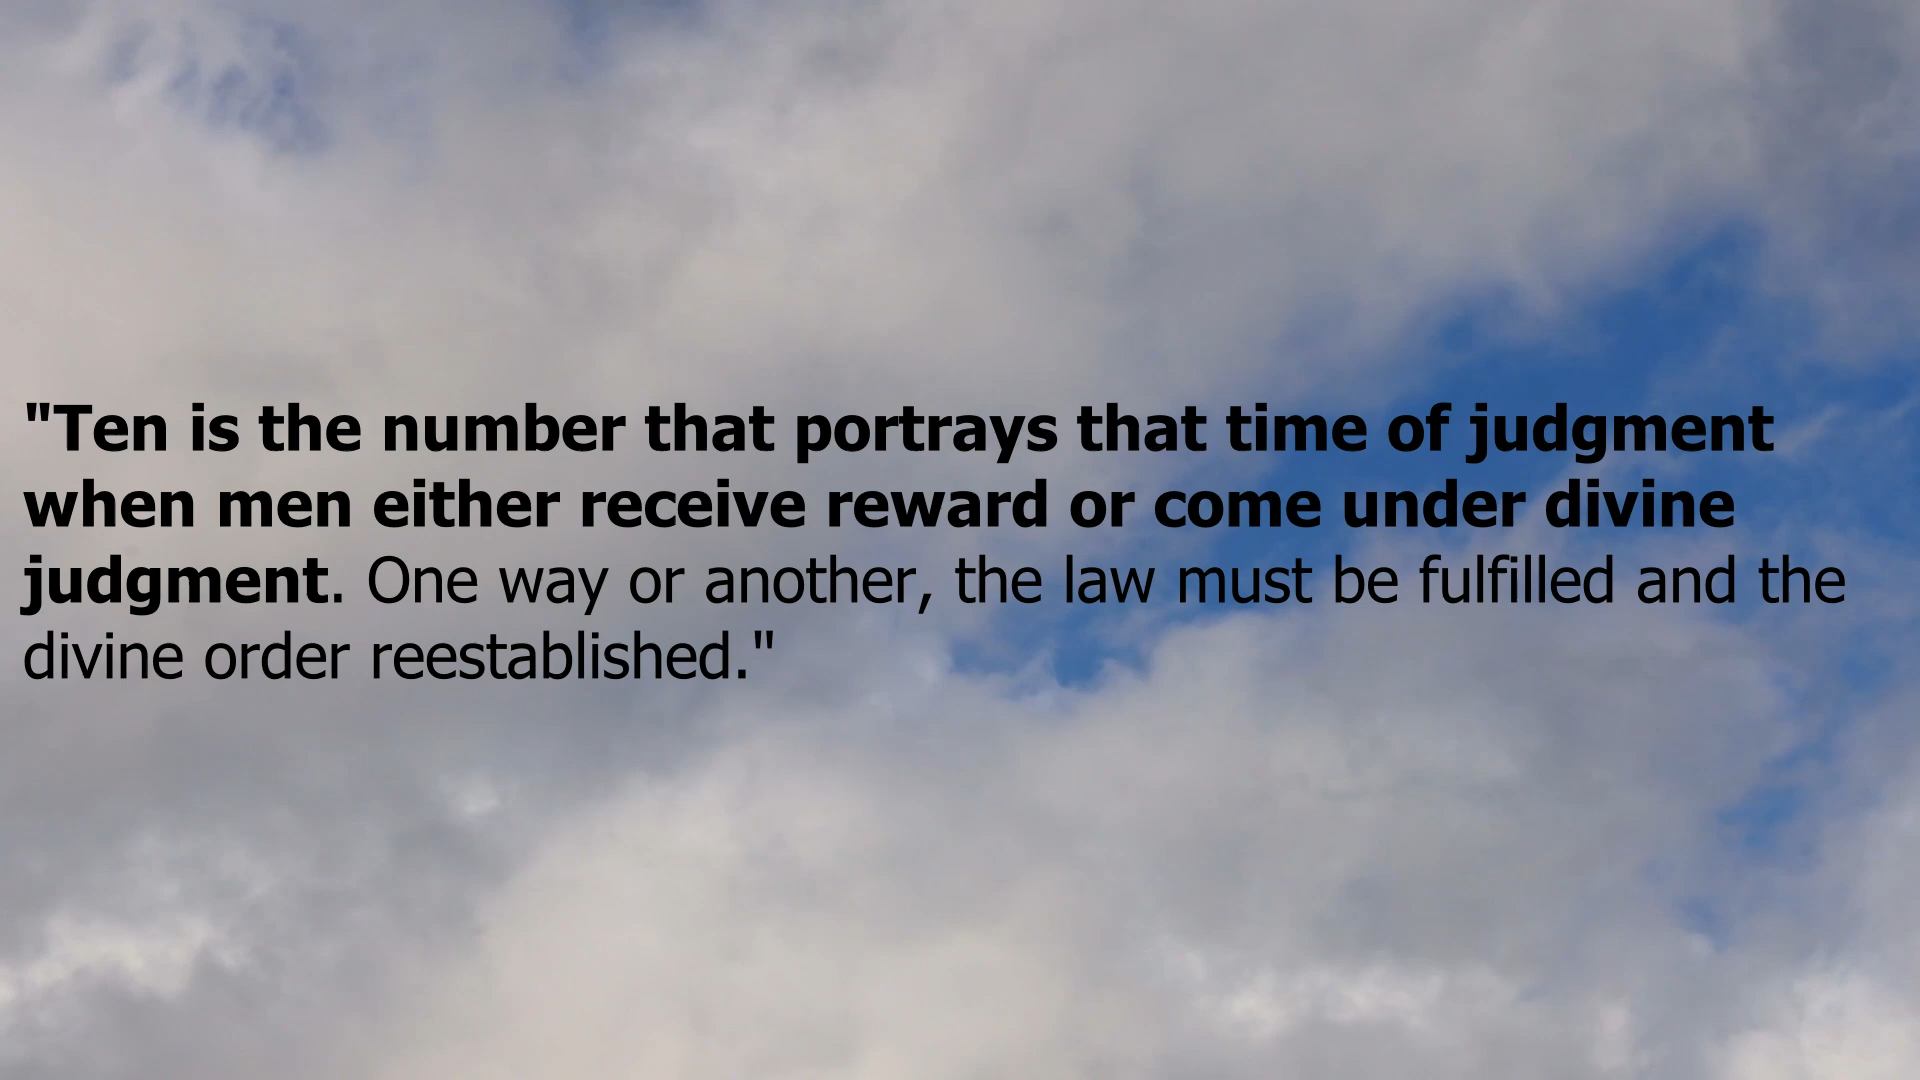 "Ten is the number that portrays that time of judgment
when men either receive reward or come under divine
judgment. One way or another, the law must be fulfilled and the
divine order reestablished."